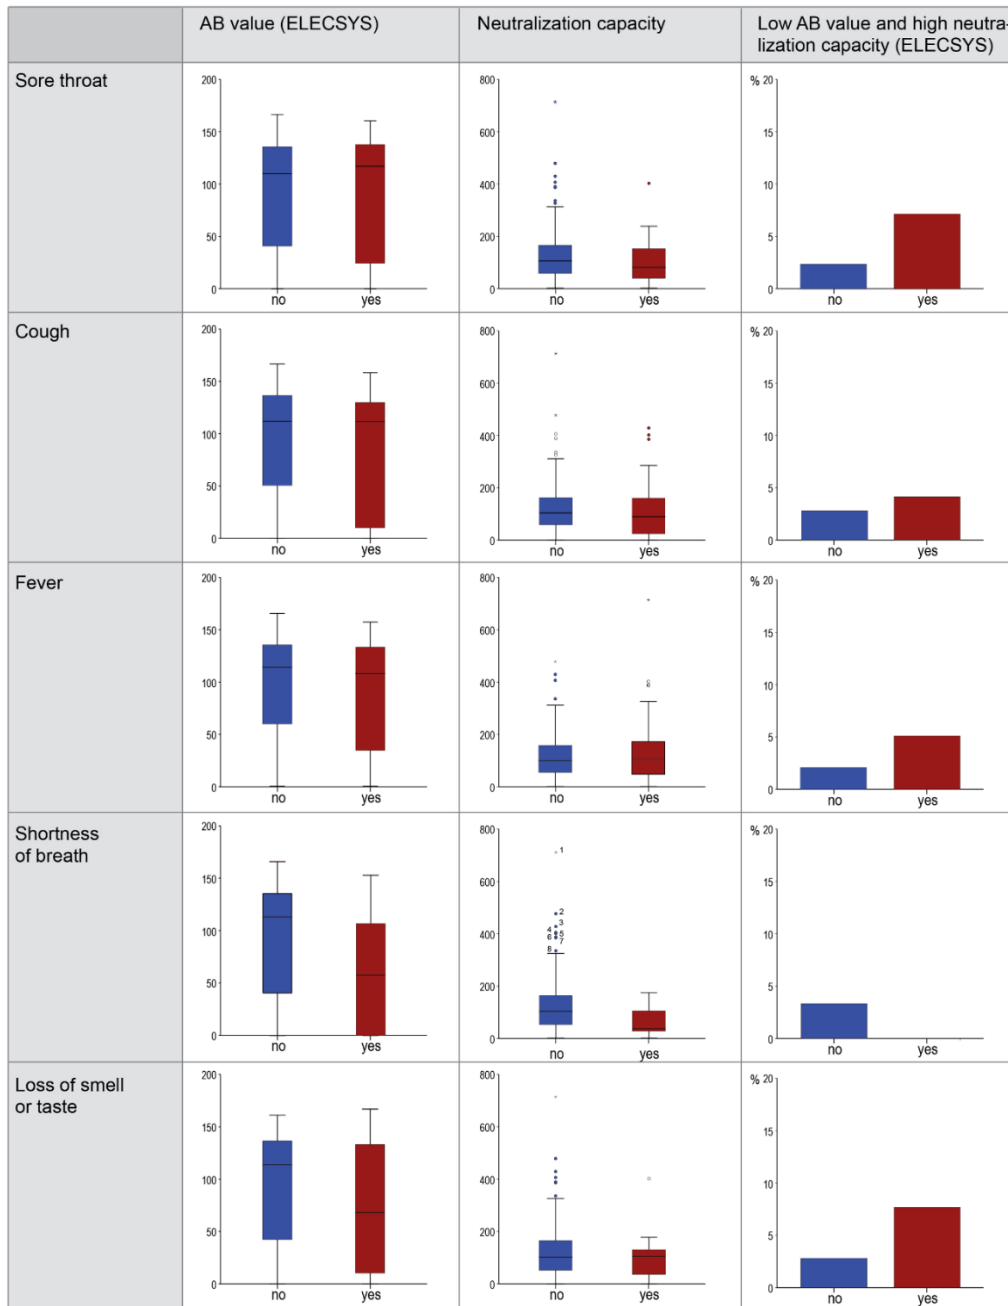 AB value (ELECSYS)
Neutralization capacity
Low AB value and high neutra-
lization capacity (ELECSYS)
Sore throat
200
150
100
50
0
no
yes
800
600
400
200
0
no
yes
% 20
15
10
5
0
no
yes
Cough
200
150
100
50
0
no
yes
800
600
400
200
0
no
yes
% 20
15
10
5
0
no
yes
Fever
200
150
100
50
0
no
yes
800
600
400
200
0
no
yes
% 20
15
10
5
0
no
yes
Shortness
of breath
200
150
100
50
0
no
yes
800
600
400
200
0
1
2
3
4
5
6
7
8
no
yes
% 20
15
10
5
0
no
yes
Loss of smell
or taste
200
150
100
50
0
no
yes
800
600
400
200
0
no
yes
% 20
15
10
5
0
no
yes